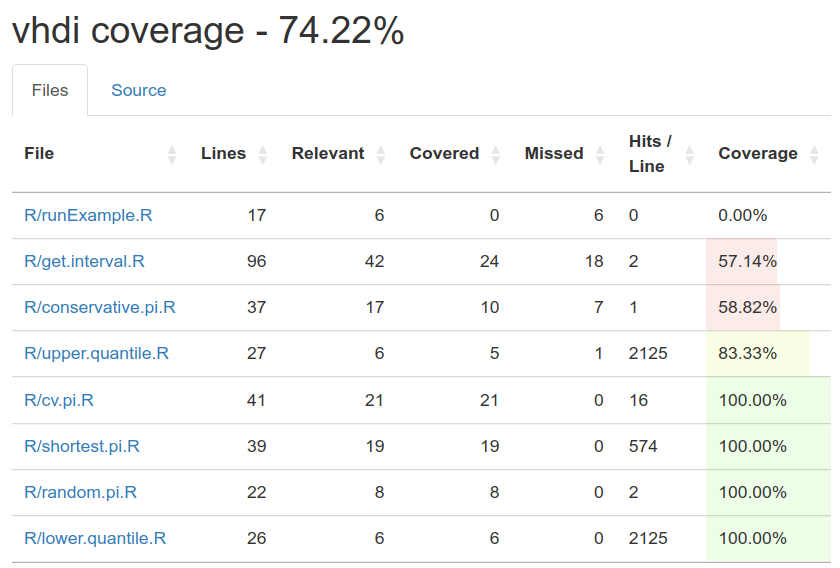 vhdi coverage - 74.22%
Files Source
File Lines Relevant Covered Missed Hits / Line Coverage
R/runExample.R 17 6 0 6 0 0.00%
R/get.interval.R 96 42 24 18 2 57.14%
R/conservative.pi.R 37 17 10 7 1 58.82%
R/upper.quantile.R 27 6 5 1 2125 83.33%
R/cv.pi.R 41 21 21 0 16 100.00%
R/shortest.pi.R 39 19 19 0 574 100.00%
R/random.pi.R 22 8 8 0 2 100.00%
R/lower.quantile.R 26 6 6 0 2125 100.00%